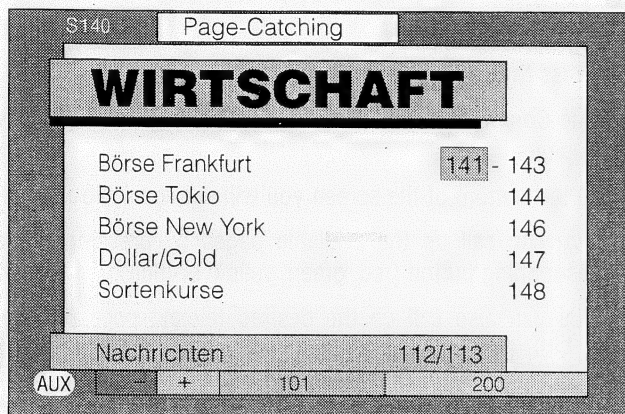 S140 Page-Catching
WIRTSCHAFT
Börse Frankfurt 141 - 143
Börse Tokio 144
Börse New York 146
Dollar/Gold 147
Sortenkurse 148
Nachrichten 112/113
AUX - + 101 200